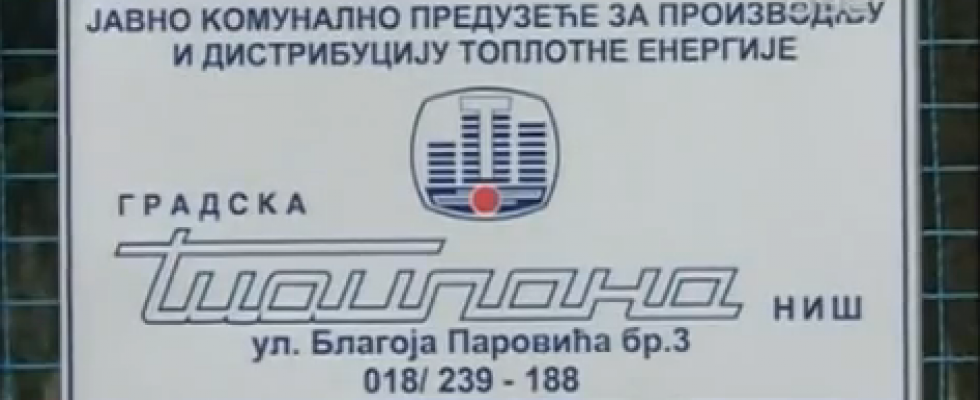 ЈАВНО КОМУНАЛНО ПРЕДУЗЕЋЕ ЗА ПРОИЗВОДЊУ
И ДИСТРИБУЦИЈУ ТОПЛОТНЕ ЕНЕРГИЈЕ
Т
ГРАДСКА
Топлана НИШ
ул. Благоја Паровића бр.3
018/ 239 - 188